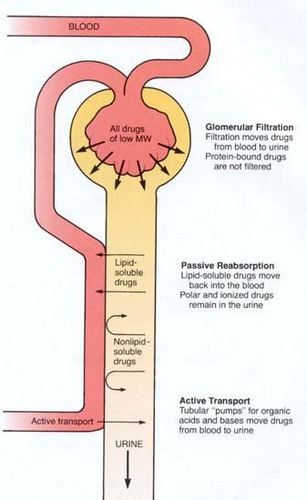 BLOOD
All drugs
of low MW
Glomerular Filtration
Filtration moves drugs
from blood to urine
Protein-bound drugs
are not filtered
Lipid-
soluble
drugs
Passive Reabsorption
Lipid-soluble drugs move
back into the blood
Polar and ionized drugs
remain in the urine
Nonlipid-
soluble
drugs
Active Transport
Tubular "pumps" for organic
acids and bases move drugs
from blood to urine
Active transport
URINE